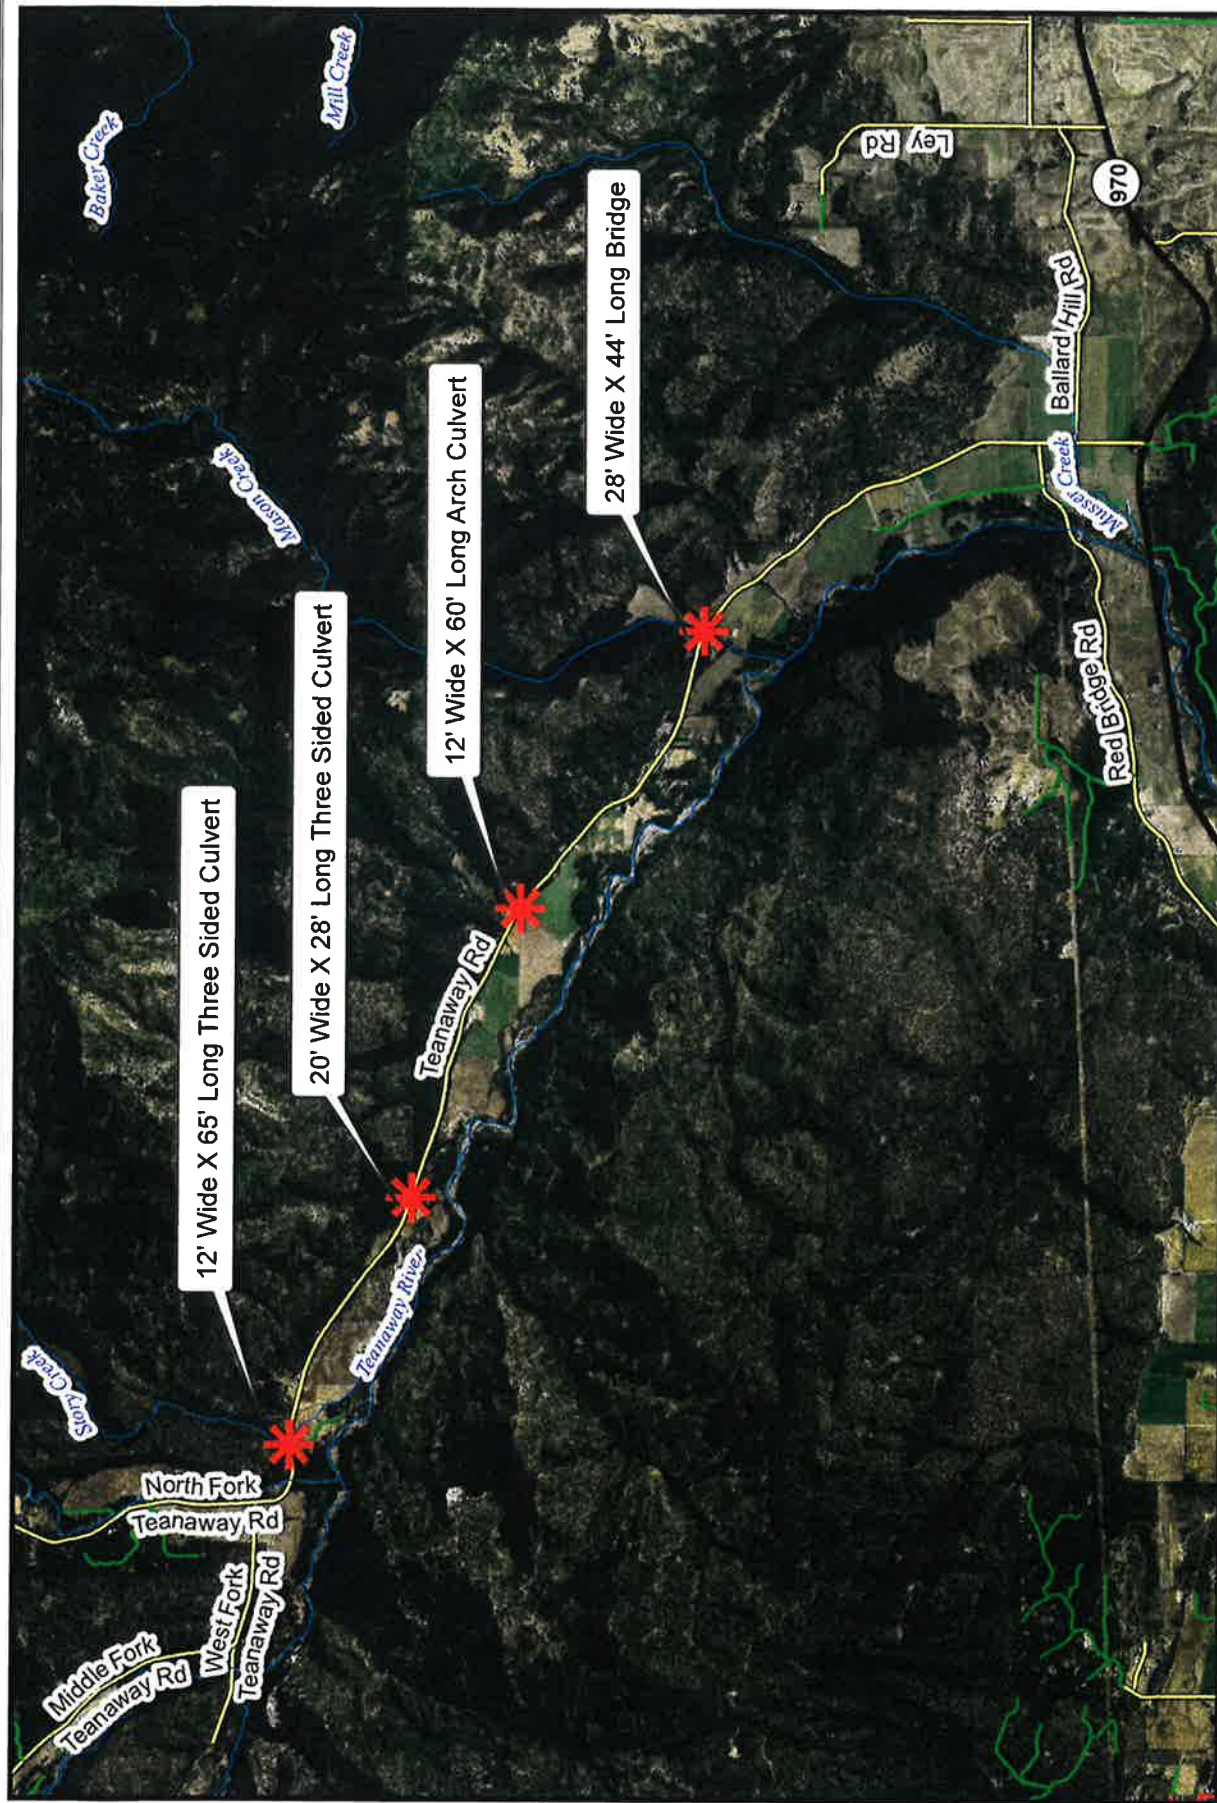 Middle Fork
Teanaway Rd
West Fork
Teanaway Rd
North Fork
Teanaway Rd
Story Creek
12' Wide X 65' Long Three Sided Culvert
Teanaway River
20' Wide X 28' Long Three Sided Culvert
Teanaway Rd
12' Wide X 60' Long Arch Culvert
Mason Creek
28' Wide X 44' Long Bridge
Baker Creek
Mill Creek
Red Bridge Rd
Musser Creek
Ballard Hill Rd
Ley
Rd
970